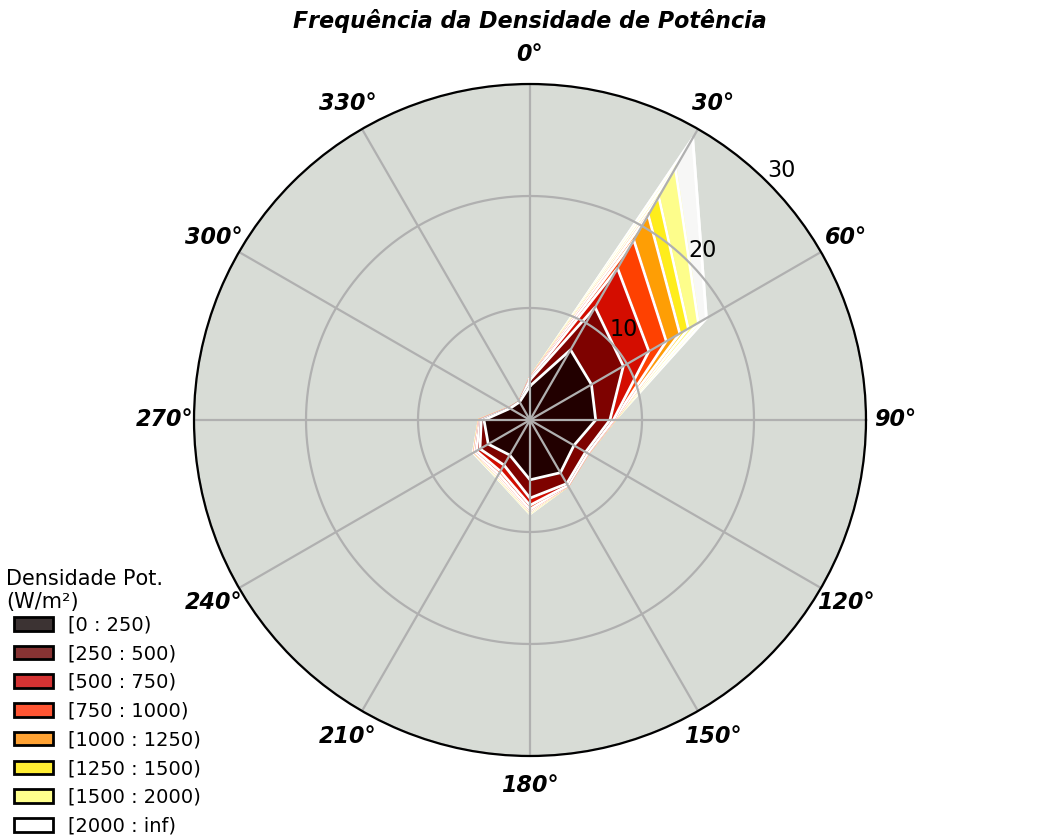 Frequência da Densidade de Potência
0°
330°
30°
30
300°
60°
20
10
270°
90°
240°
120°
210°
150°
180°
Densidade Pot.
(W/m²)
[0 : 250)
[250 : 500)
[500 : 750)
[750 : 1000)
[1000 : 1250)
[1250 : 1500)
[1500 : 2000)
[2000 : inf)